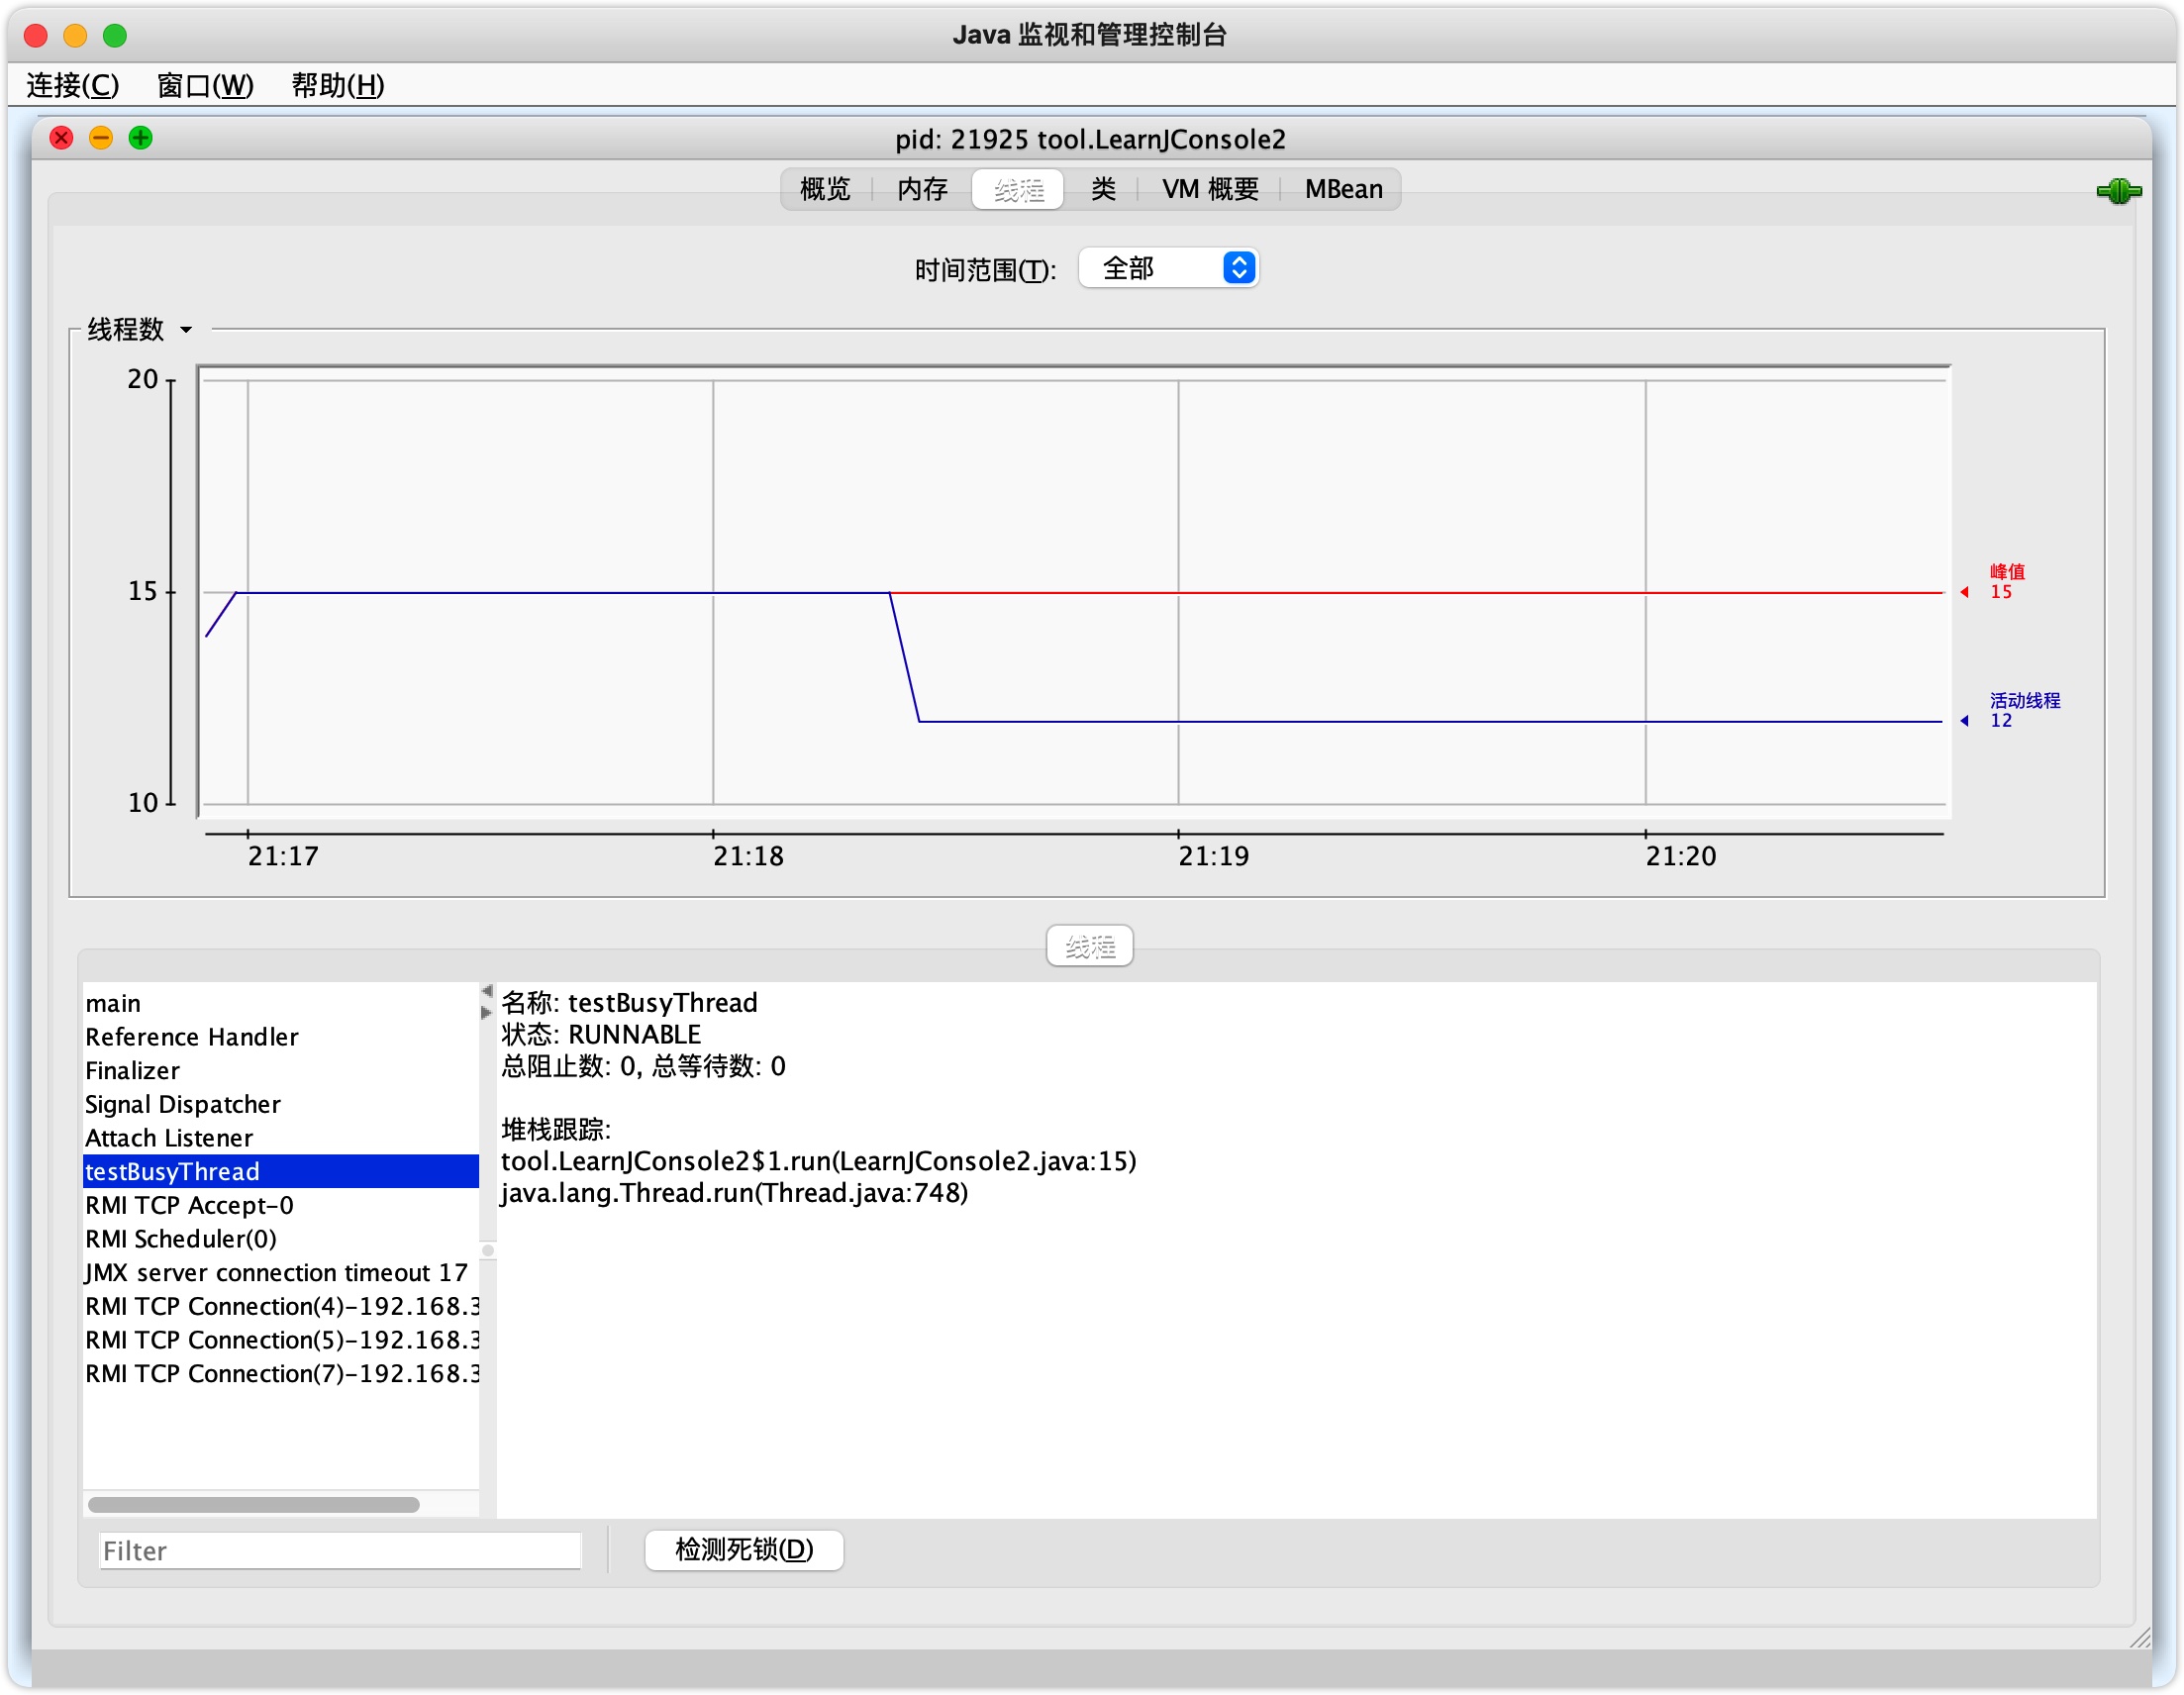 Java 监视和管理控制台
连接(C) 窗口(W) 帮助(H)
pid: 21925 tool.LearnJConsole2
概览 内存 线程 类 VM 概要 MBean
时间范围(T): 全部
线程数
20
15
10
峰值
15
活动线程
12
21:17 21:18 21:19 21:20
线程
main
Reference Handler
Finalizer
Signal Dispatcher
Attach Listener
testBusyThread
RMI TCP Accept-0
RMI Scheduler(0)
JMX server connection timeout 17
RMI TCP Connection(4)-192.168.3
RMI TCP Connection(5)-192.168.3
RMI TCP Connection(7)-192.168.3
名称: testBusyThread
状态: RUNNABLE
总阻止数: 0, 总等待数: 0
堆栈跟踪:
tool.LearnJConsole2$1.run(LearnJConsole2.java:15)
java.lang.Thread.run(Thread.java:748)
Filter
检测死锁(D)